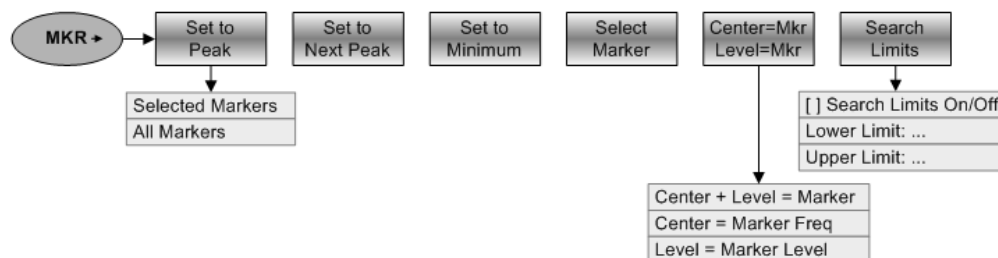 MKR →
Set to
Peak
Set to
Next Peak
Set to
Minimum
Select
Marker
Center=Mkr
Level=Mkr
Search
Limits
Selected Markers
All Markers
[ ] Search Limits On/Off
Lower Limit: ...
Upper Limit: ...
Center + Level = Marker
Center = Marker Freq
Level = Marker Level